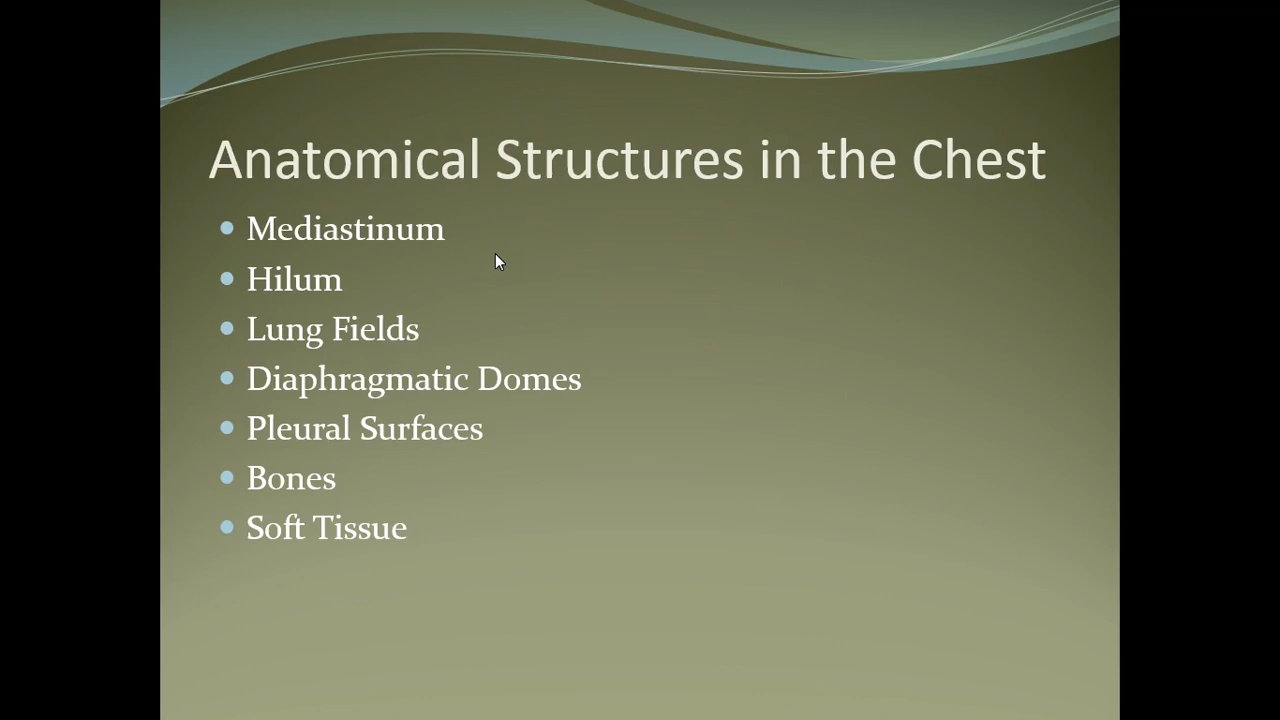 Anatomical Structures in the Chest
Mediastinum
Hilum
Lung Fields
Diaphragmatic Domes
Pleural Surfaces
Bones
Soft Tissue